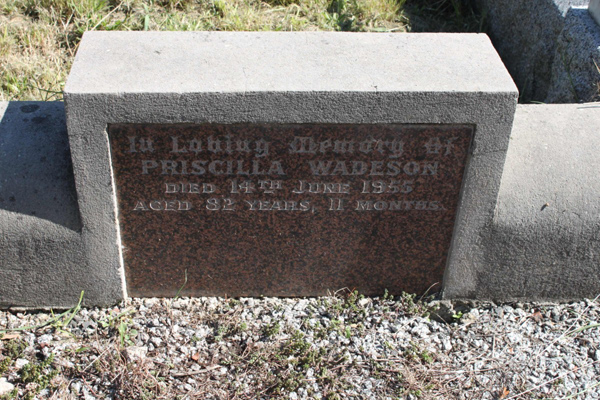 In Loving Memory Of
PRISCILLA WADESON
DIED 14TH JUNE 1955
AGED 82 YEARS, 11 MONTHS.